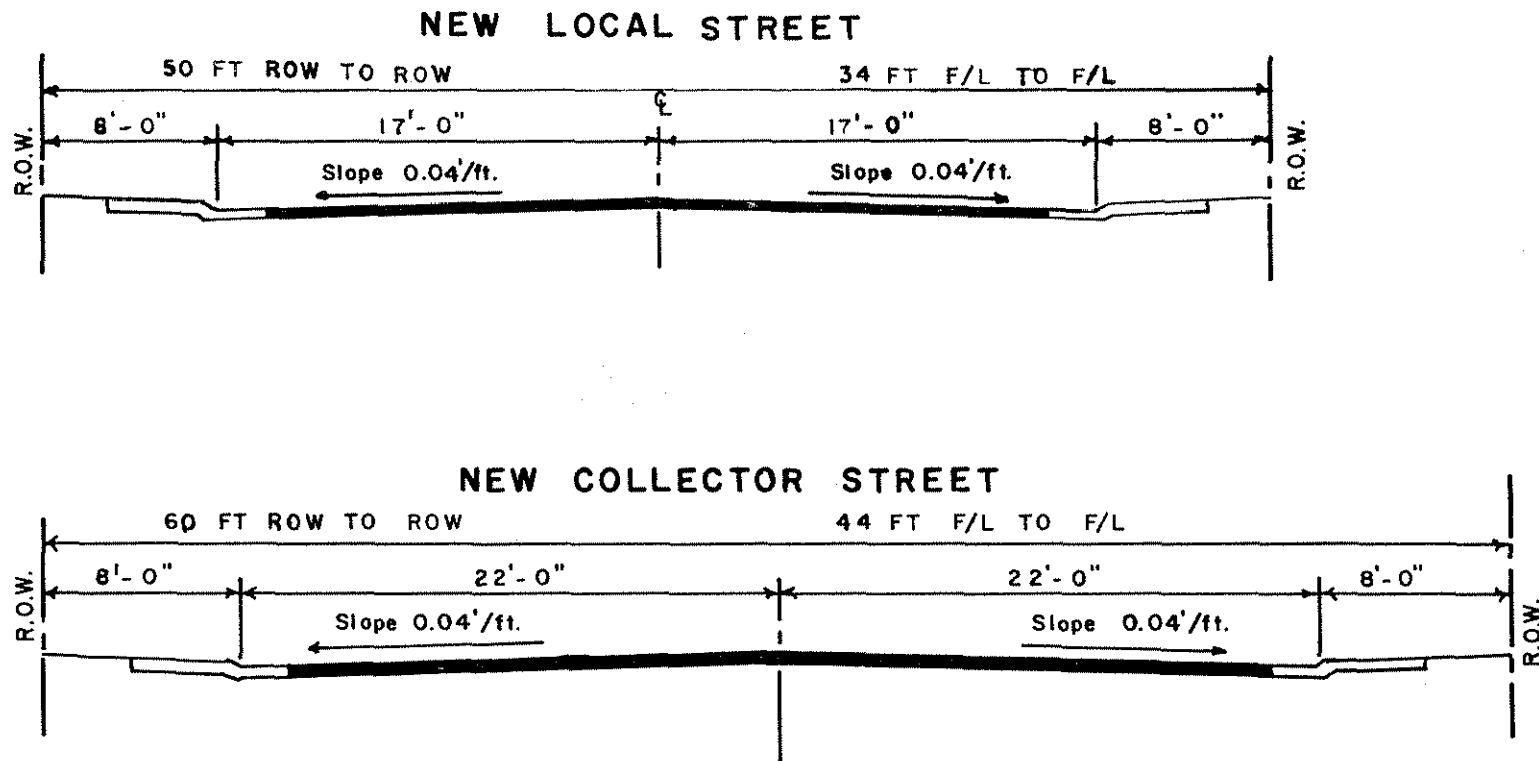 NEW LOCAL STREET
50 FT ROW TO ROW 34 FT F/L TO F/L
℄
8'-0" 17'-0" 17'-0" 8'-0"
R.O.W. R.O.W.
Slope 0.04'/ft. Slope 0.04'/ft.
NEW COLLECTOR STREET
60 FT ROW TO ROW 44 FT F/L TO F/L
8'-0" 22'-0" 22'-0" 8'-0"
R.O.W. R.O.W.
Slope 0.04'/ft. Slope 0.04'/ft.